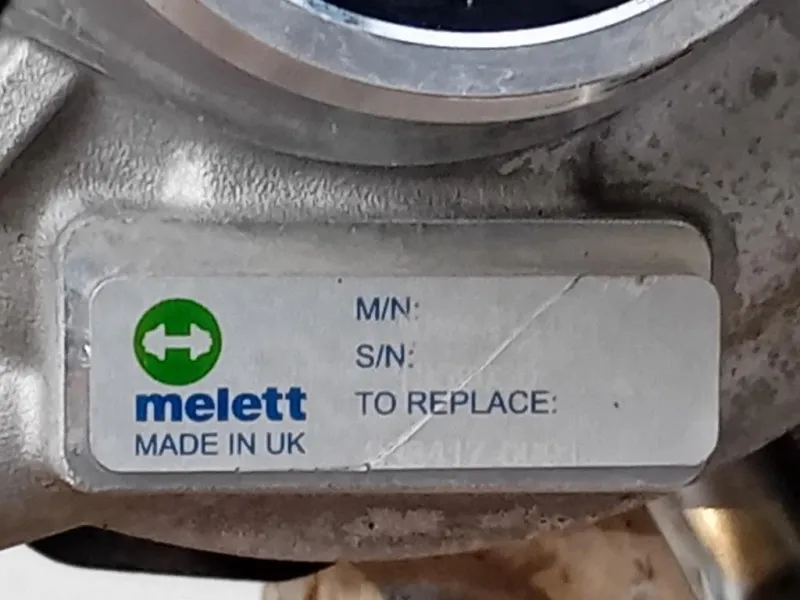 melett
MADE IN UK
M/N:
S/N:
TO REPLACE: